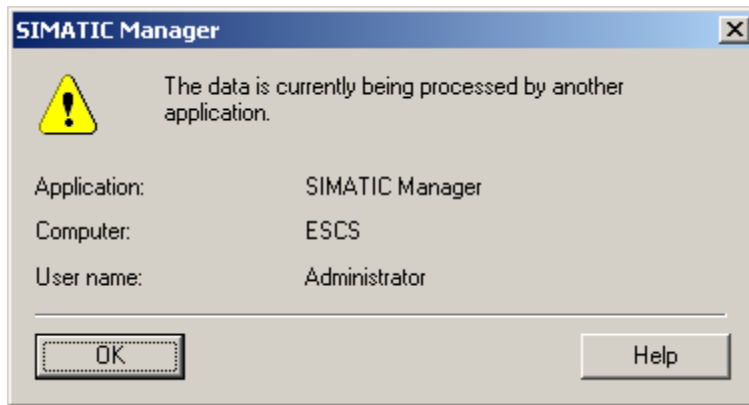 SIMATIC Manager
The data is currently being processed by another
application.
Application: SIMATIC Manager
Computer: ESCS
User name: Administrator
OK Help